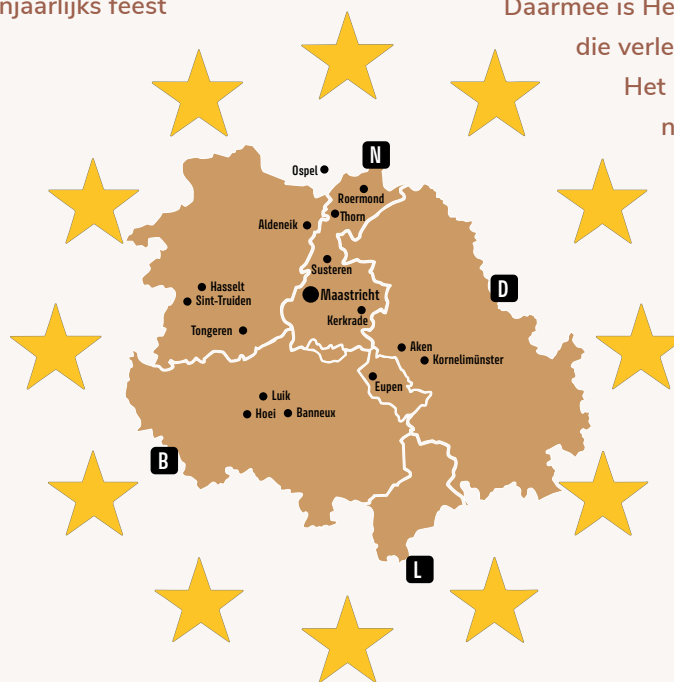 njaarlijks feest
Daarmee is He
die verle
Het
n
N
Ospel
Roermond
Thorn
Aldeneik
Susteren
Hasselt
Maastricht
D
Sint-Truiden
Kerkrade
Tongeren
Aken
Kornelimünster
Eupen
Luik
Hoei
Banneux
B
L